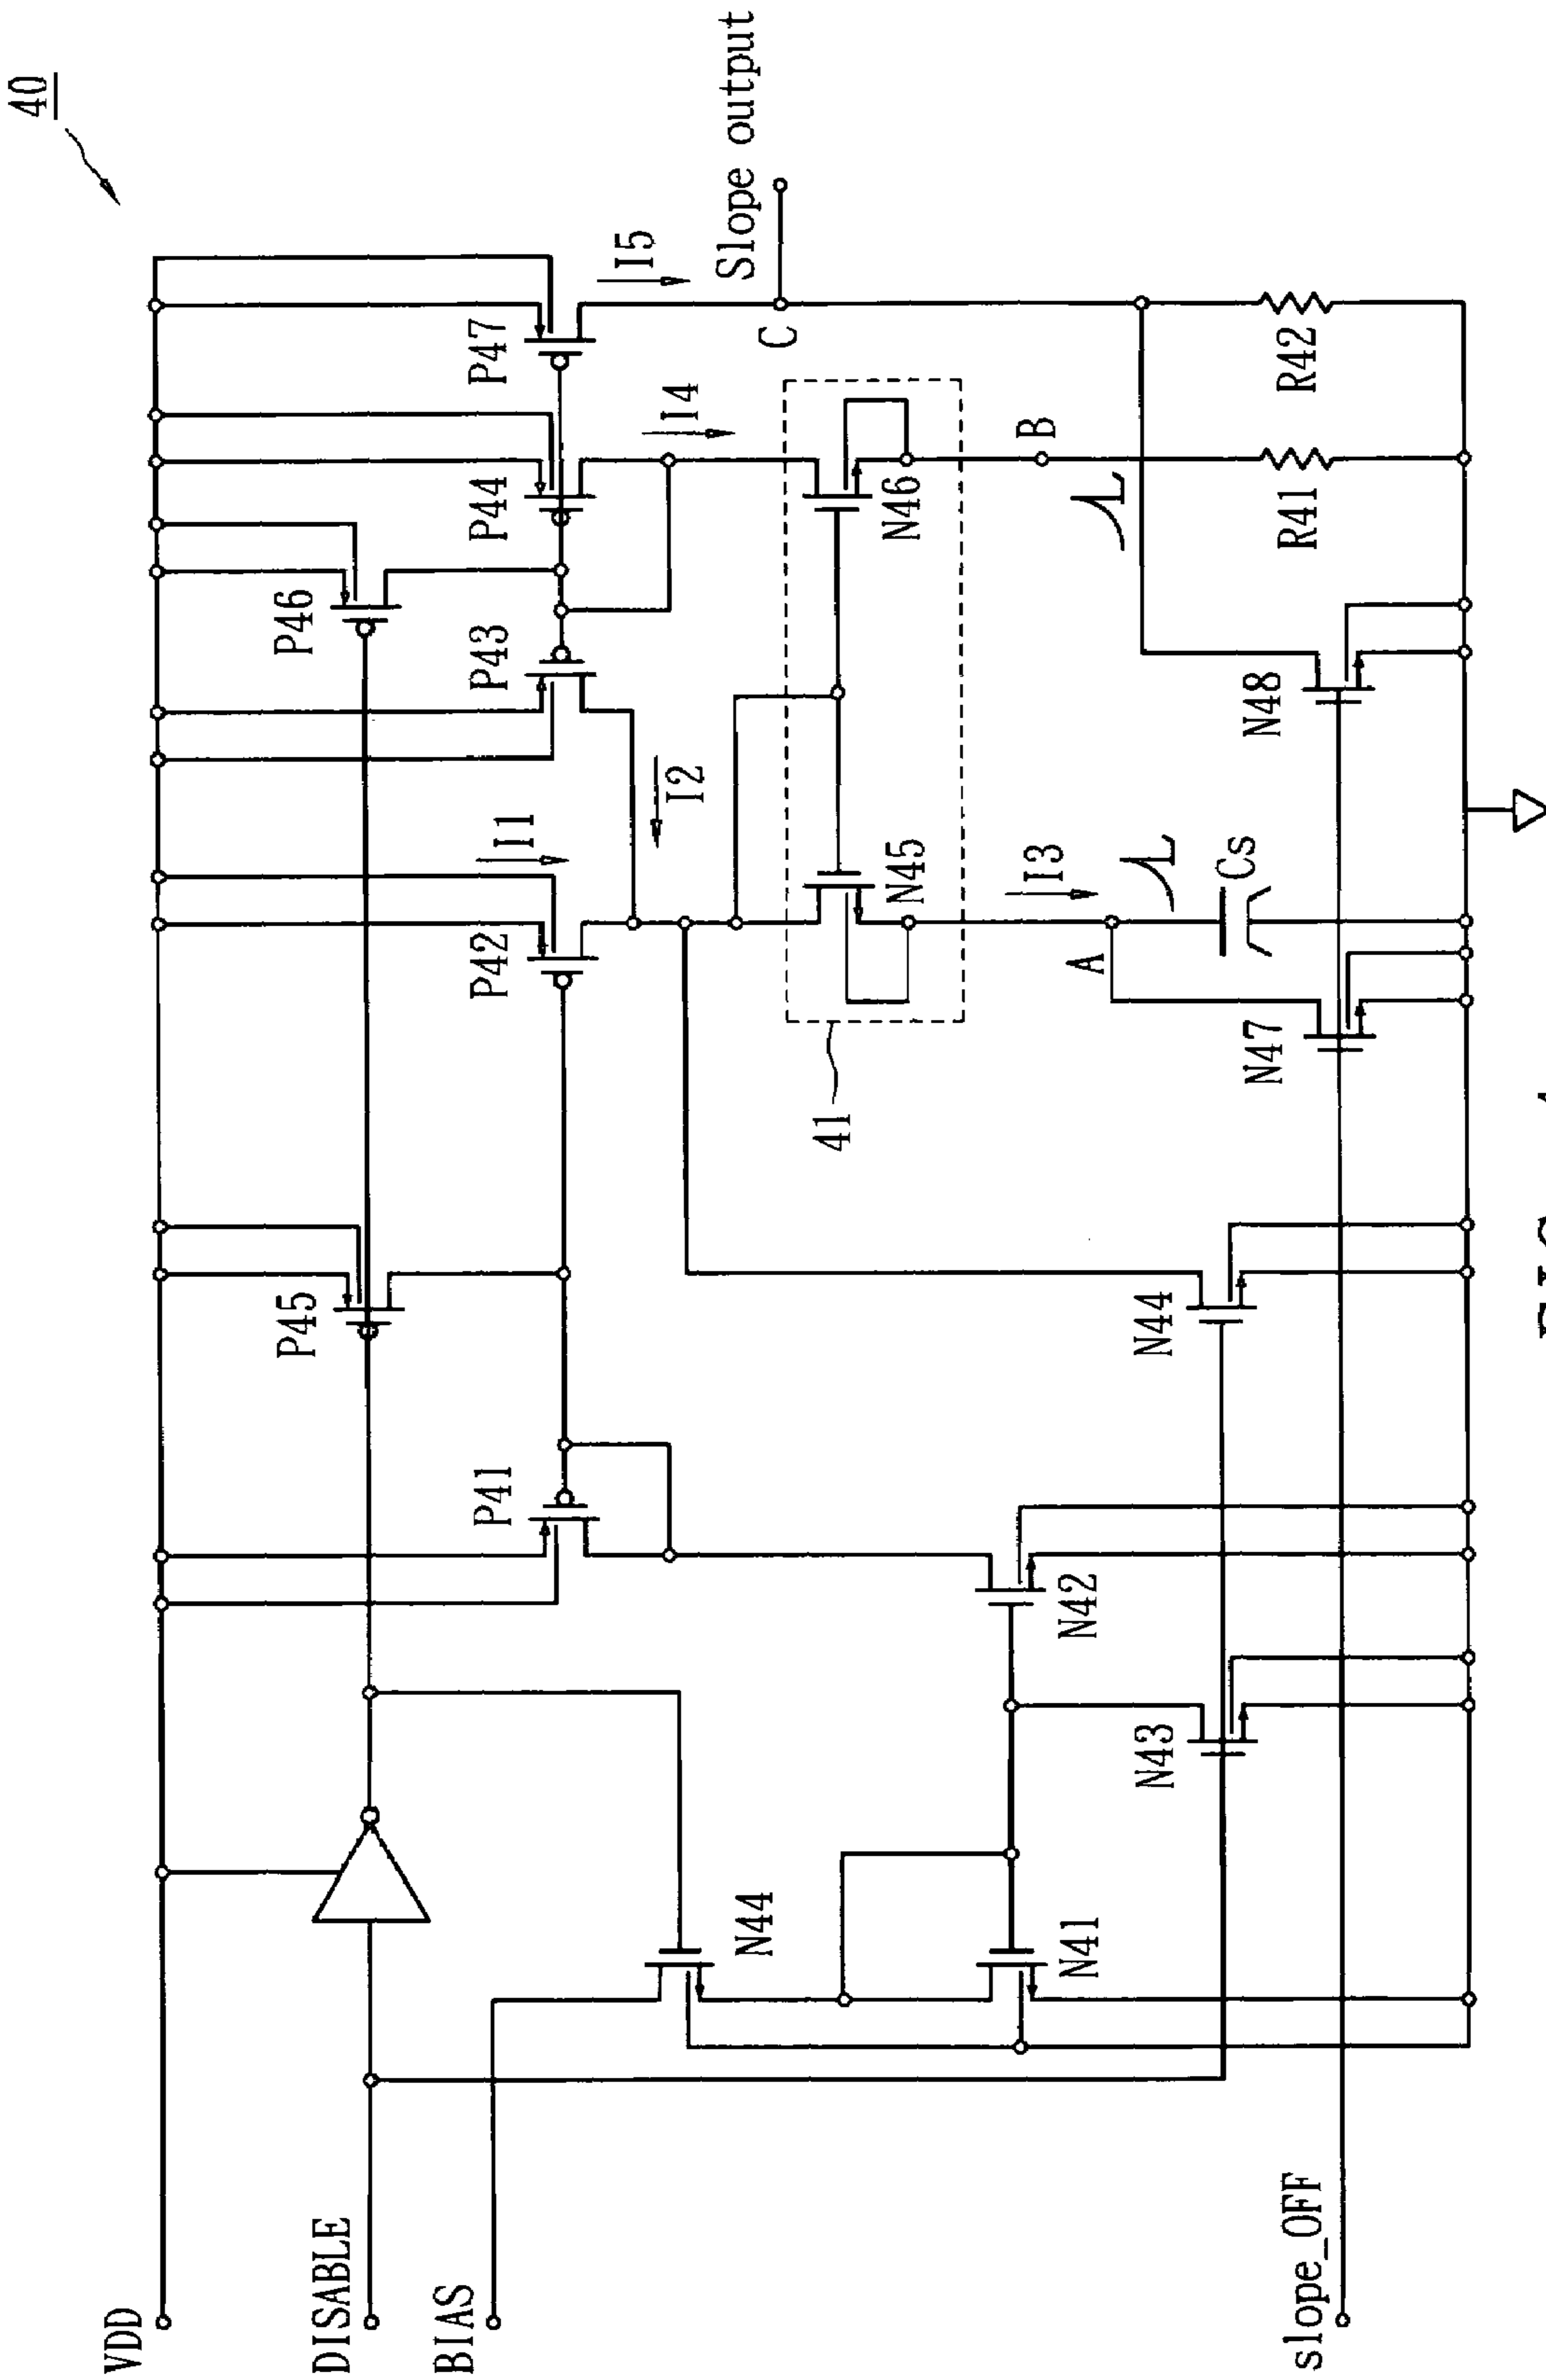 40
VDD
DISABLE
BIAS
slope_OFF
P45
P46
P41
P42
P43
P44
P47
I1
I2
I4
I5
C
Slope output
N44
N41
N42
N43
N44
41
N45
N46
I3
A
B
Cs
N47
N48
R41
R42